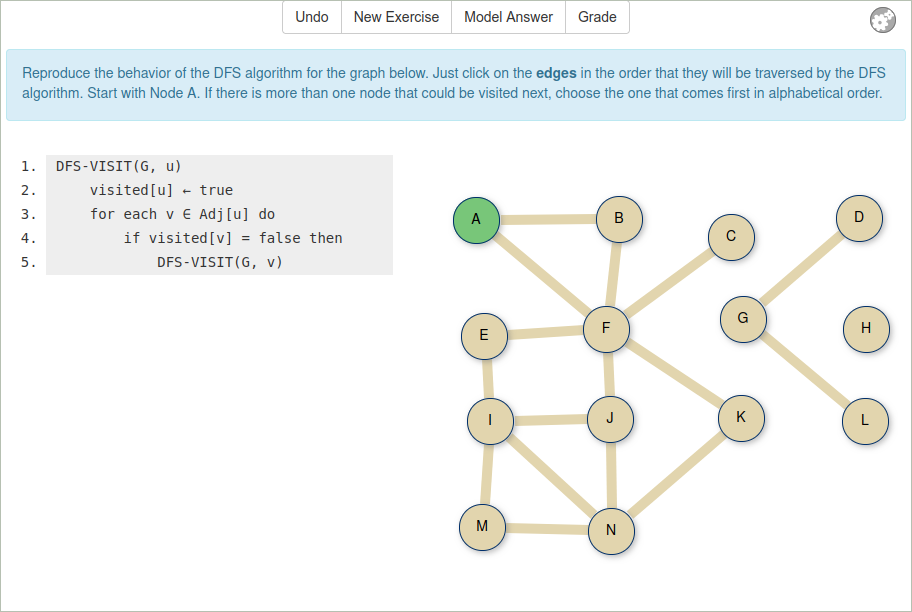 Undo New Exercise Model Answer Grade
Reproduce the behavior of the DFS algorithm for the graph below. Just click on the edges in the order that they will be traversed by the DFS
algorithm. Start with Node A. If there is more than one node that could be visited next, choose the one that comes first in alphabetical order.
1. DFS-VISIT(G, u)
2. visited[u] ← true
3. for each v ∈ Adj[u] do
4. if visited[v] = false then
5. DFS-VISIT(G, v)
A B C D
E F G H
I J K L
M N